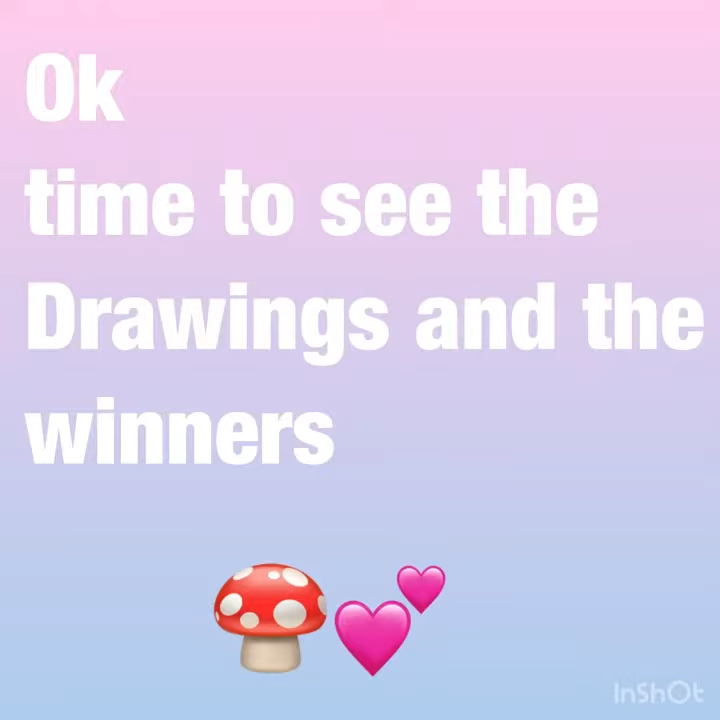 Ok
time to see the
Drawings and the
winners
InShOt